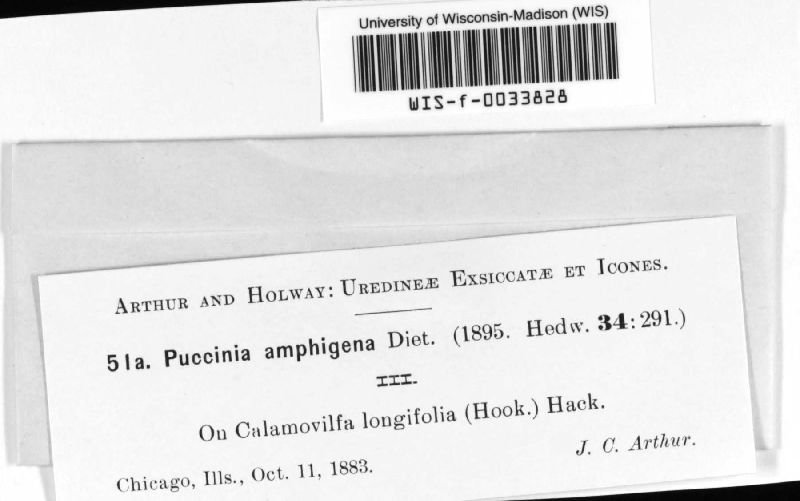 University of Wisconsin-Madison (WIS)
WIS-f-0033828
ARTHUR AND HOLWAY: UREDINEÆ EXSICCATÆ ET ICONES.
51a. Puccinia amphigena Diet. (1895. Hedw. 34:291.)
III.
On Calamovilfa longifolia (Hook.) Hack.
Chicago, Ills., Oct. 11, 1883.
J. C. Arthur.